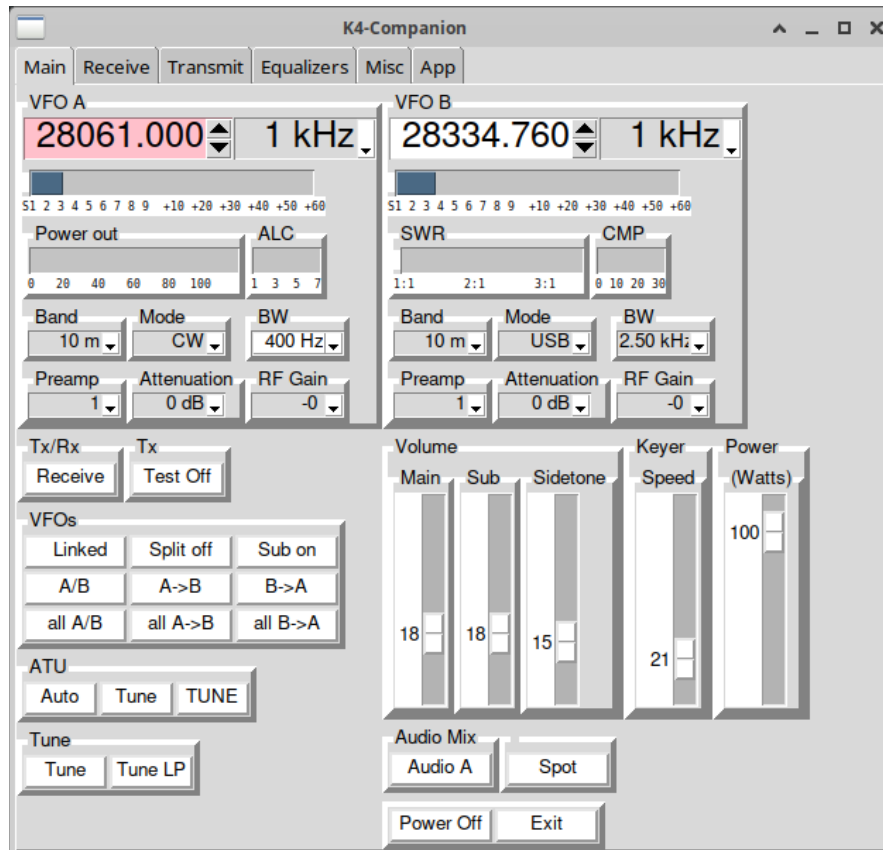 K4-Companion
Main Receive Transmit Equalizers Misc App
VFO A VFO B
28061.000 1 kHz 28334.760 1 kHz
S1 2 3 4 5 6 7 8 9 +10 +20 +30 +40 +50 +60 S1 2 3 4 5 6 7 8 9 +10 +20 +30 +40 +50 +60
Power out ALC SWR CMP
0 20 40 60 80 100 1 3 5 7 1:1 2:1 3:1 0 10 20 30
Band Mode BW Band Mode BW
10 m CW 400 Hz 10 m USB 2.50 kHz
Preamp Attenuation RF Gain Preamp Attenuation RF Gain
1 0 dB -0 1 0 dB -0
Tx/Rx Tx Volume Keyer Power
Receive Test Off Main Sub Sidetone Speed (Watts)
VFOs
Linked Split off Sub on 100
A/B A->B B->A
all A/B all A->B all B->A 18 18 15
ATU 21
Auto Tune TUNE
Tune Audio Mix
Tune Tune LP Audio A Spot
Power Off Exit